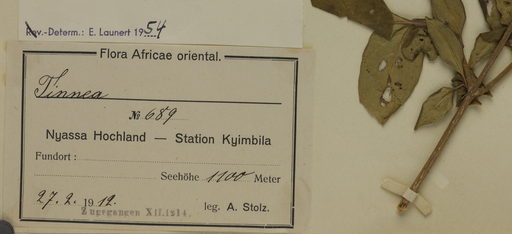 Rev.-Determ.: E. Launert 1954
Flora Africae oriental.
Tinnea
№ 689
Nyassa Hochland — Station Kyimbila
Fundort :
Seehöhe 1100 Meter
27. 2. 1912. leg. A. Stolz.
Zugegangen XII.1914.